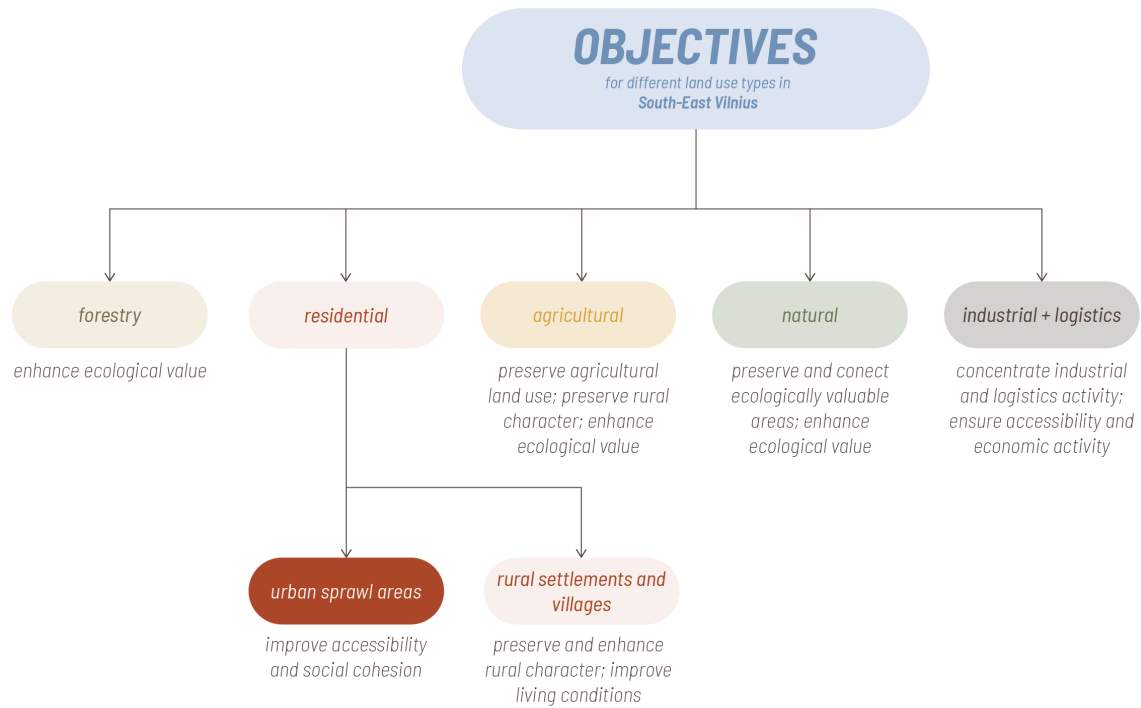 OBJECTIVES
for different land use types in
South-East Vilnius
forestry
enhance ecological value
residential
agricultural
preserve agricultural
land use; preserve rural
character; enhance
ecological value
natural
preserve and conect
ecologically valuable
areas; enhance
ecological value
industrial + logistics
concentrate industrial
and logistics activity;
ensure accessibility and
economic activity
urban sprawl areas
improve accessibility
and social cohesion
rural settlements and
villages
preserve and enhance
rural character; improve
living conditions